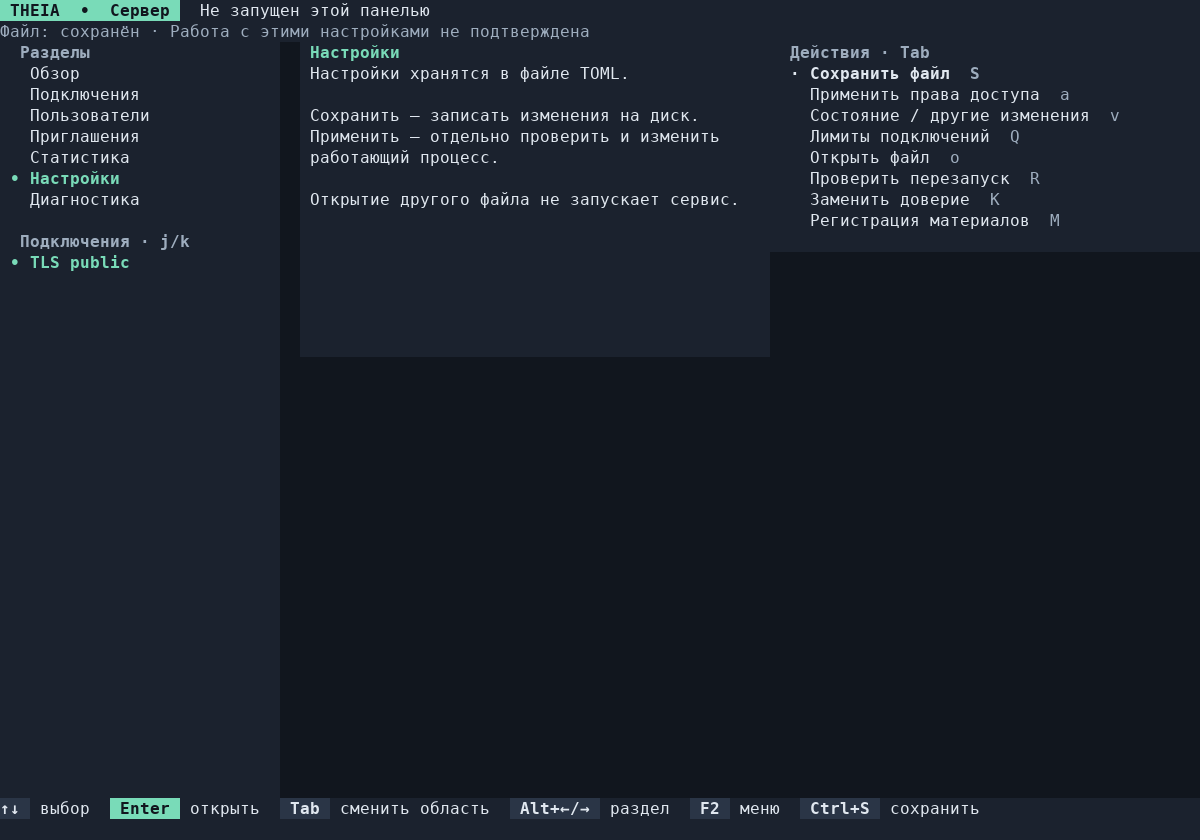 THEIA • Сервер Не запущен этой панелью
Файл: сохранён · Работа с этими настройками не подтверждена
Разделы
Обзор
Подключения
Пользователи
Приглашения
Статистика
• Настройки
Диагностика
Подключения · j/k
• TLS public
Настройки
Настройки хранятся в файле TOML.
Сохранить — записать изменения на диск.
Применить — отдельно проверить и изменить
работающий процесс.
Открытие другого файла не запускает сервис.
Действия · Tab
· Сохранить файл S
Применить права доступа a
Состояние / другие изменения v
Лимиты подключений Q
Открыть файл o
Проверить перезапуск R
Заменить доверие K
Регистрация материалов M
↑↓ выбор Enter открыть Tab сменить область Alt+←/→ раздел F2 меню Ctrl+S сохранить